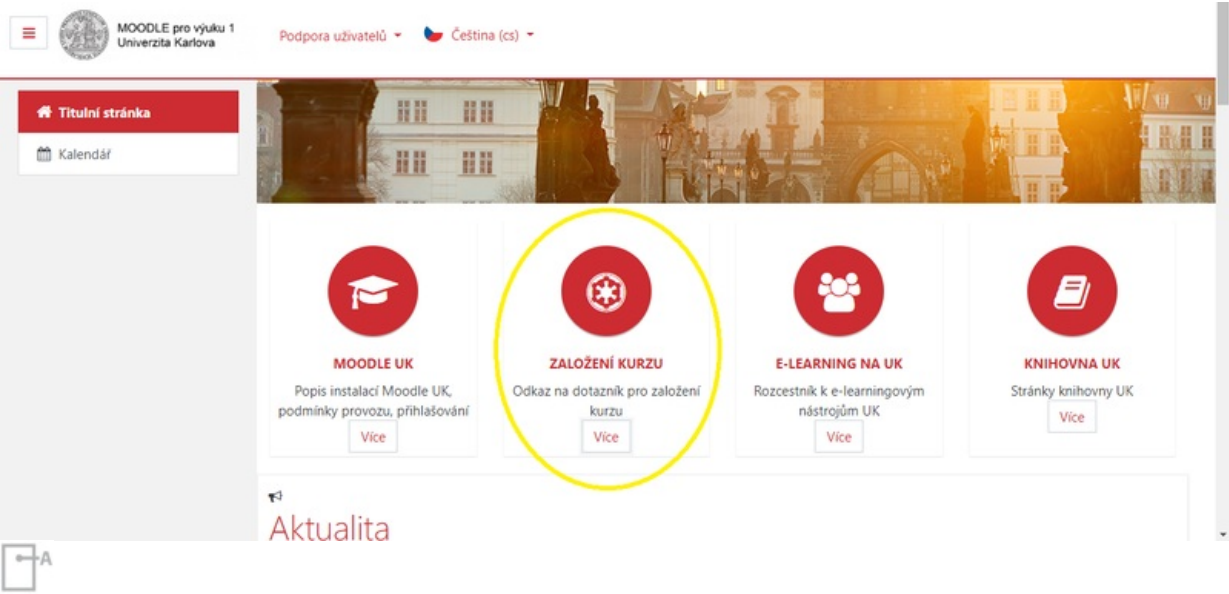 MOODLE pro výuku 1
Univerzita Karlova
Podpora uživatelů
Čeština (cs)
Titulní stránka
Kalendář
MOODLE UK
Popis instalací Moodle UK,
podmínky provozu, přihlašování
Více
ZALOŽENÍ KURZU
Odkaz na dotazník pro založení
kurzu
Více
E-LEARNING NA UK
Rozcestník k e-learningovým
nástrojům UK
Více
KNIHOVNA UK
Stránky knihovny UK
Více
Aktualita
A